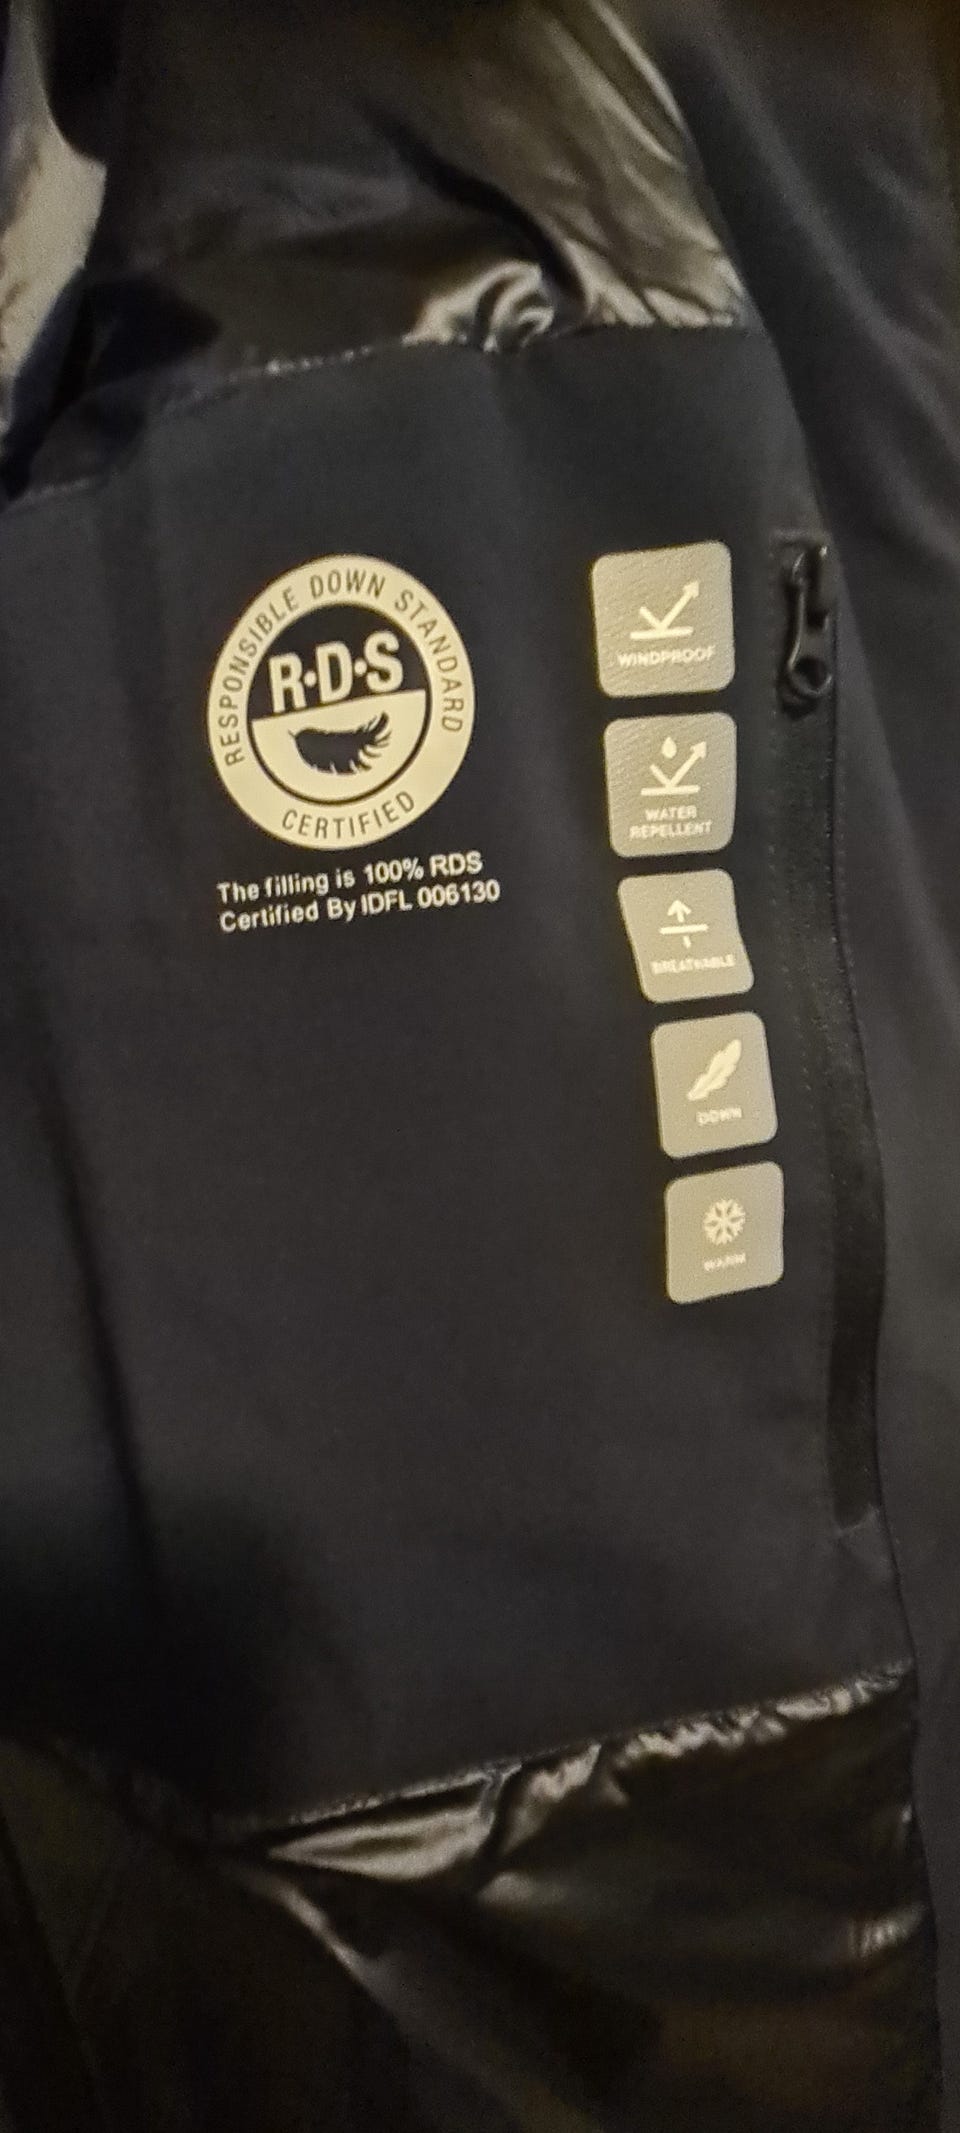 RESPONSIBLE DOWN STANDARD
R·D·S
CERTIFIED
The filling is 100% RDS
Certified By IDFL 006130
WINDPROOF
WATER
REPELLENT
BREATHABLE
DOWN
WARM